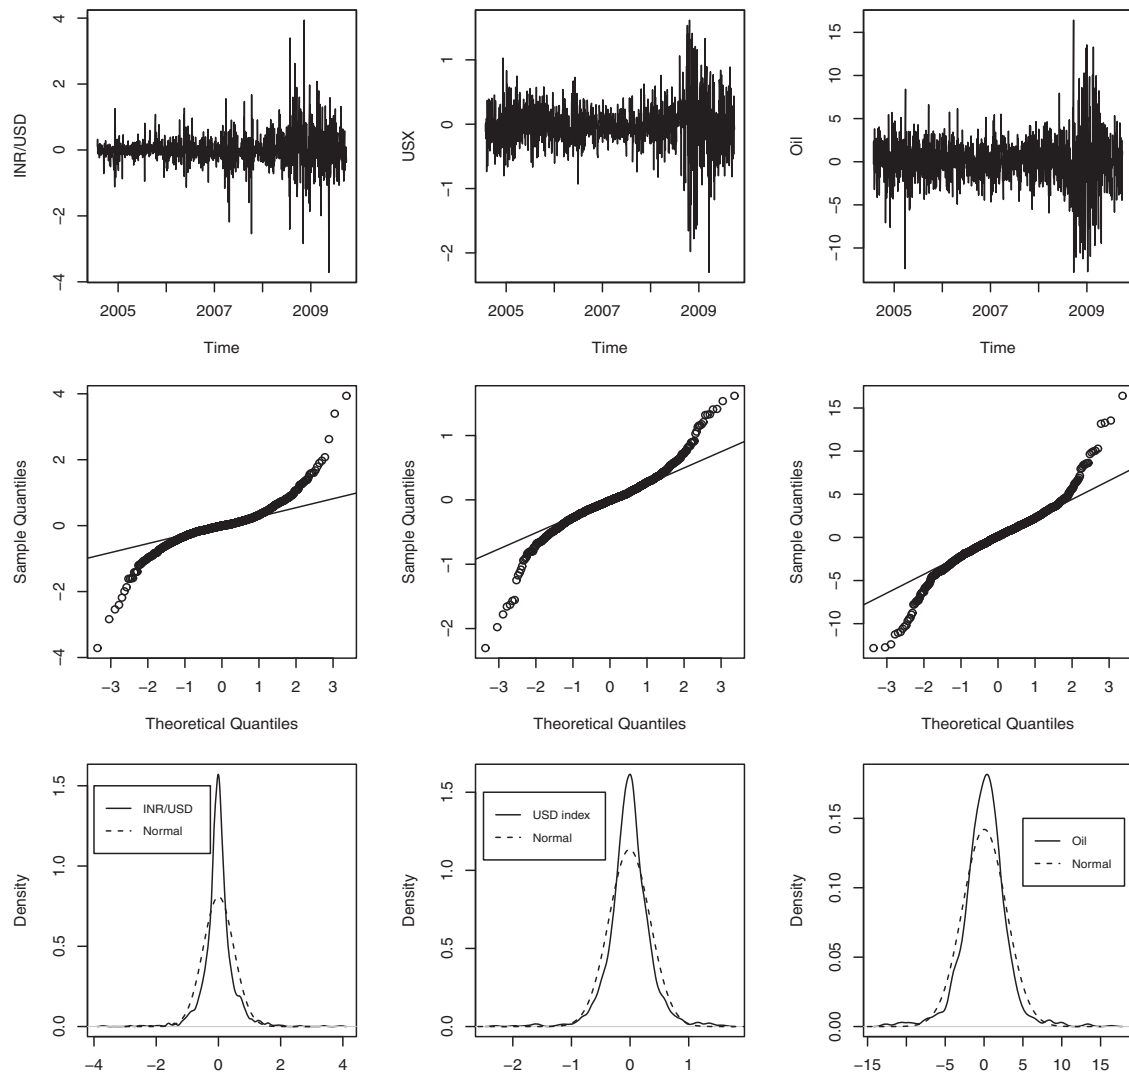 4
2
0
−2
−4
INR/USD
2005
2007
2009
Time
1
0
−1
−2
USX
2005
2007
2009
Time
15
10
5
0
−5
−10
Oil
2005
2007
2009
Time
4
2
0
−2
−4
Sample Quantiles
−3 −2 −1 0 1 2 3
Theoretical Quantiles
1
0
−1
−2
Sample Quantiles
−3 −2 −1 0 1 2 3
Theoretical Quantiles
15
10
5
0
−5
−10
Sample Quantiles
−3 −2 −1 0 1 2 3
Theoretical Quantiles
1.5
1.0
0.5
0.0
Density
INR/USD
Normal
−4 −2 0 2 4
1.5
1.0
0.5
0.0
Density
USD index
Normal
−2 −1 0 1
0.15
0.10
0.05
0.00
Density
Oil
Normal
−15 −5 0 5 10 15